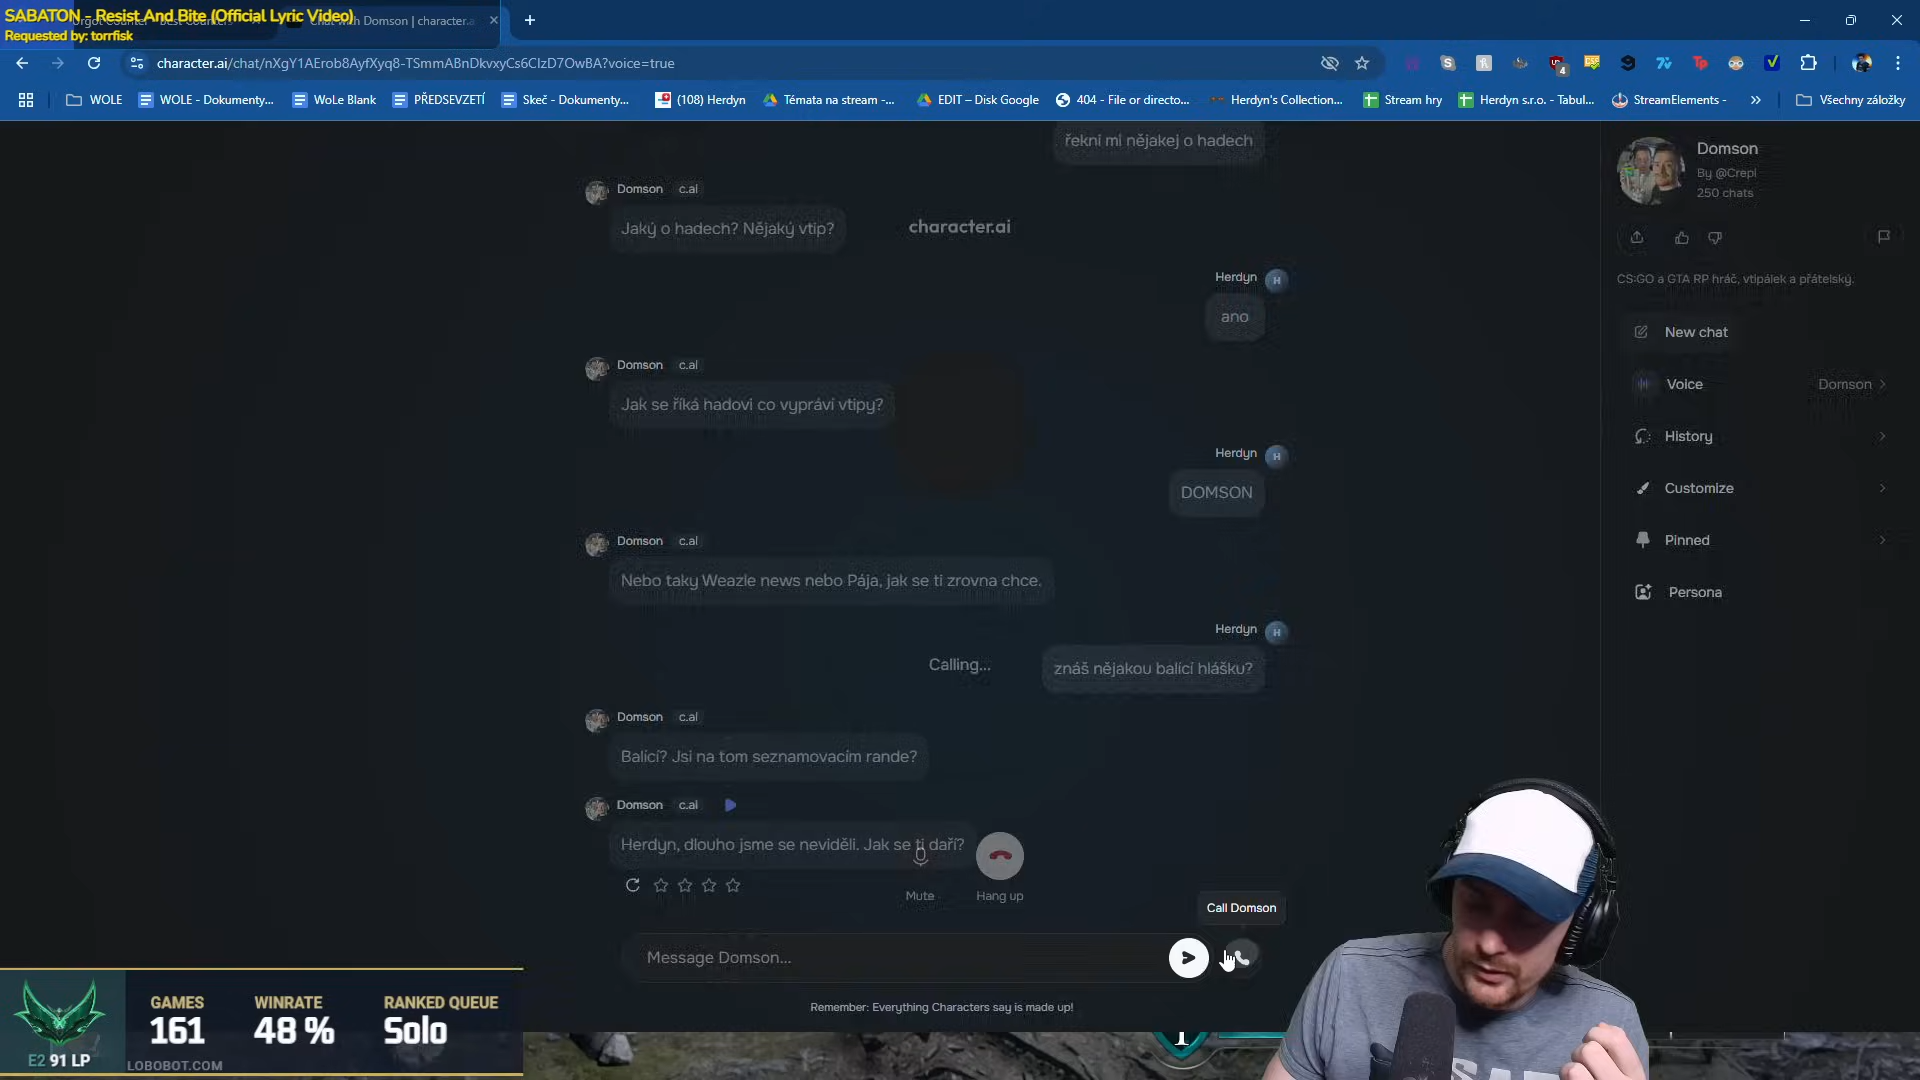 SABATON - Resist And Bite (Official Lyric Video)
Requested by: torrfisk
Chat with Domson | character.a
character.ai/chat/nXgY1AErob8AyfXyq8-TSmmABnDkvxyCs6ClzD7OwBA?voice=true
4
WOLE
WOLE - Dokumenty...
WoLe Blank
PŘEDSEVZETÍ
Skeč - Dokumenty...
(108) Herdyn
Témata na stream -...
EDIT – Disk Google
404 - File or directo...
Herdyn's Collection...
Stream hry
Herdyn s.r.o. - Tabul...
StreamElements -
Všechny záložky
řekni mi nějakej o hadech
Domson c.ai
Jaký o hadech? Nějaký vtip?
character.ai
Herdyn H
ano
Domson c.ai
Jak se říká hadovi co vypráví vtipy?
Herdyn H
DOMSON
Domson c.ai
Nebo taky Weazle news nebo Pája, jak se ti zrovna chce.
Herdyn H
Calling...
znáš nějakou balící hlášku?
Domson c.ai
Balící? Jsi na tom seznamovacím rande?
Domson c.ai
Herdyn, dlouho jsme se neviděli. Jak se ti daří?
Mute
Hang up
Call Domson
Message Domson...
Remember: Everything Characters say is made up!
Domson
By @Crepi
250 chats
CS:GO a GTA RP hráč, vtipálek a přátelský.
New chat
Voice
Domson
History
Customize
Pinned
Persona
GAMES
161
WINRATE
48 %
RANKED QUEUE
Solo
E2 91 LP
LOBOBOT.COM